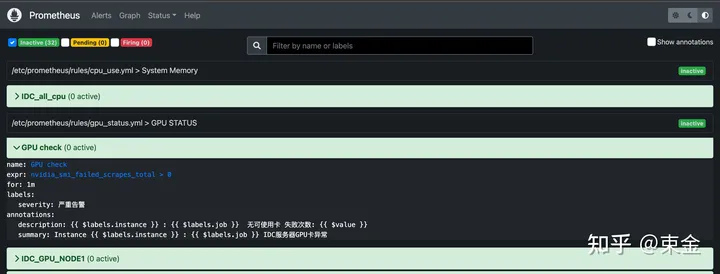 Prometheus Alerts Graph Status Help
Inactive (32) Pending (0) Firing (0) Filter by name or labels Show annotations
/etc/prometheus/rules/cpu_use.yml > System Memory inactive
IDC_all_cpu (0 active)
/etc/prometheus/rules/gpu_status.yml > GPU STATUS inactive
GPU check (0 active)
name: GPU check
expr: nvidia_smi_failed_scrapes_total > 0
for: 1m
labels:
severity: 严重告警
annotations:
description: {{ $labels.instance }} : {{ $labels.job }} 无可使用卡 失败次数: {{ $value }}
summary: Instance {{ $labels.instance }} : {{ $labels.job }} IDC服务器GPU卡异常
IDC_GPU_NODE1 (0 active)
知乎 @束金